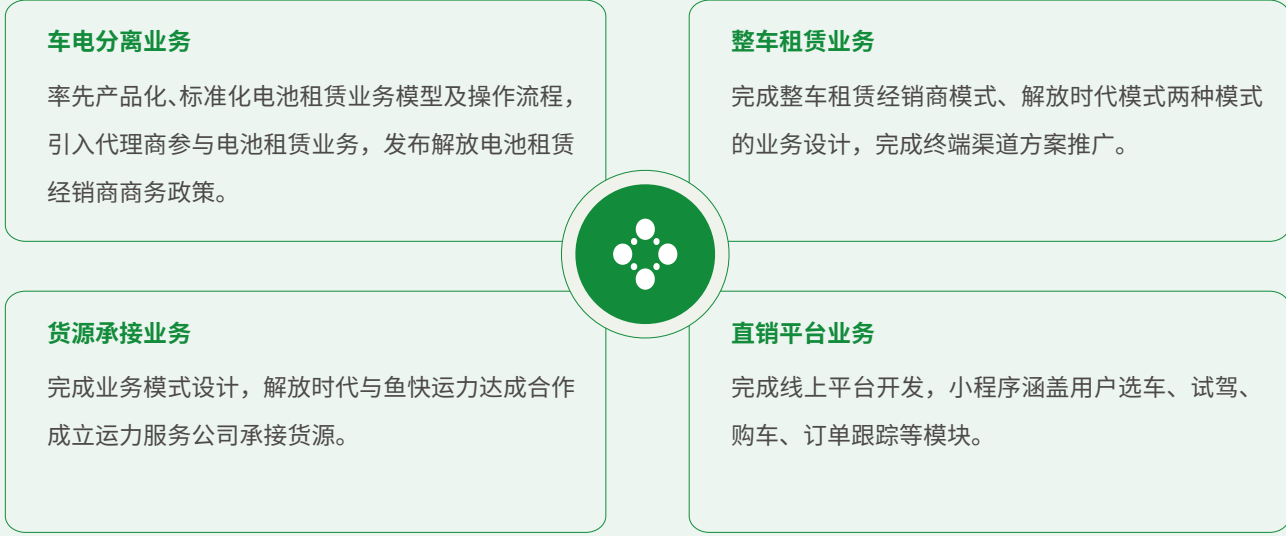 车电分离业务
率先产品化、标准化电池租赁业务模型及操作流程，
引入代理商参与电池租赁业务，发布解放电池租赁
经销商商务政策。
整车租赁业务
完成整车租赁经销商模式、解放时代模式两种模式
的业务设计，完成终端渠道方案推广。
货源承接业务
完成业务模式设计，解放时代与鱼快运力达成合作
成立运力服务公司承接货源。
直销平台业务
完成线上平台开发，小程序涵盖用户选车、试驾、
购车、订单跟踪等模块。